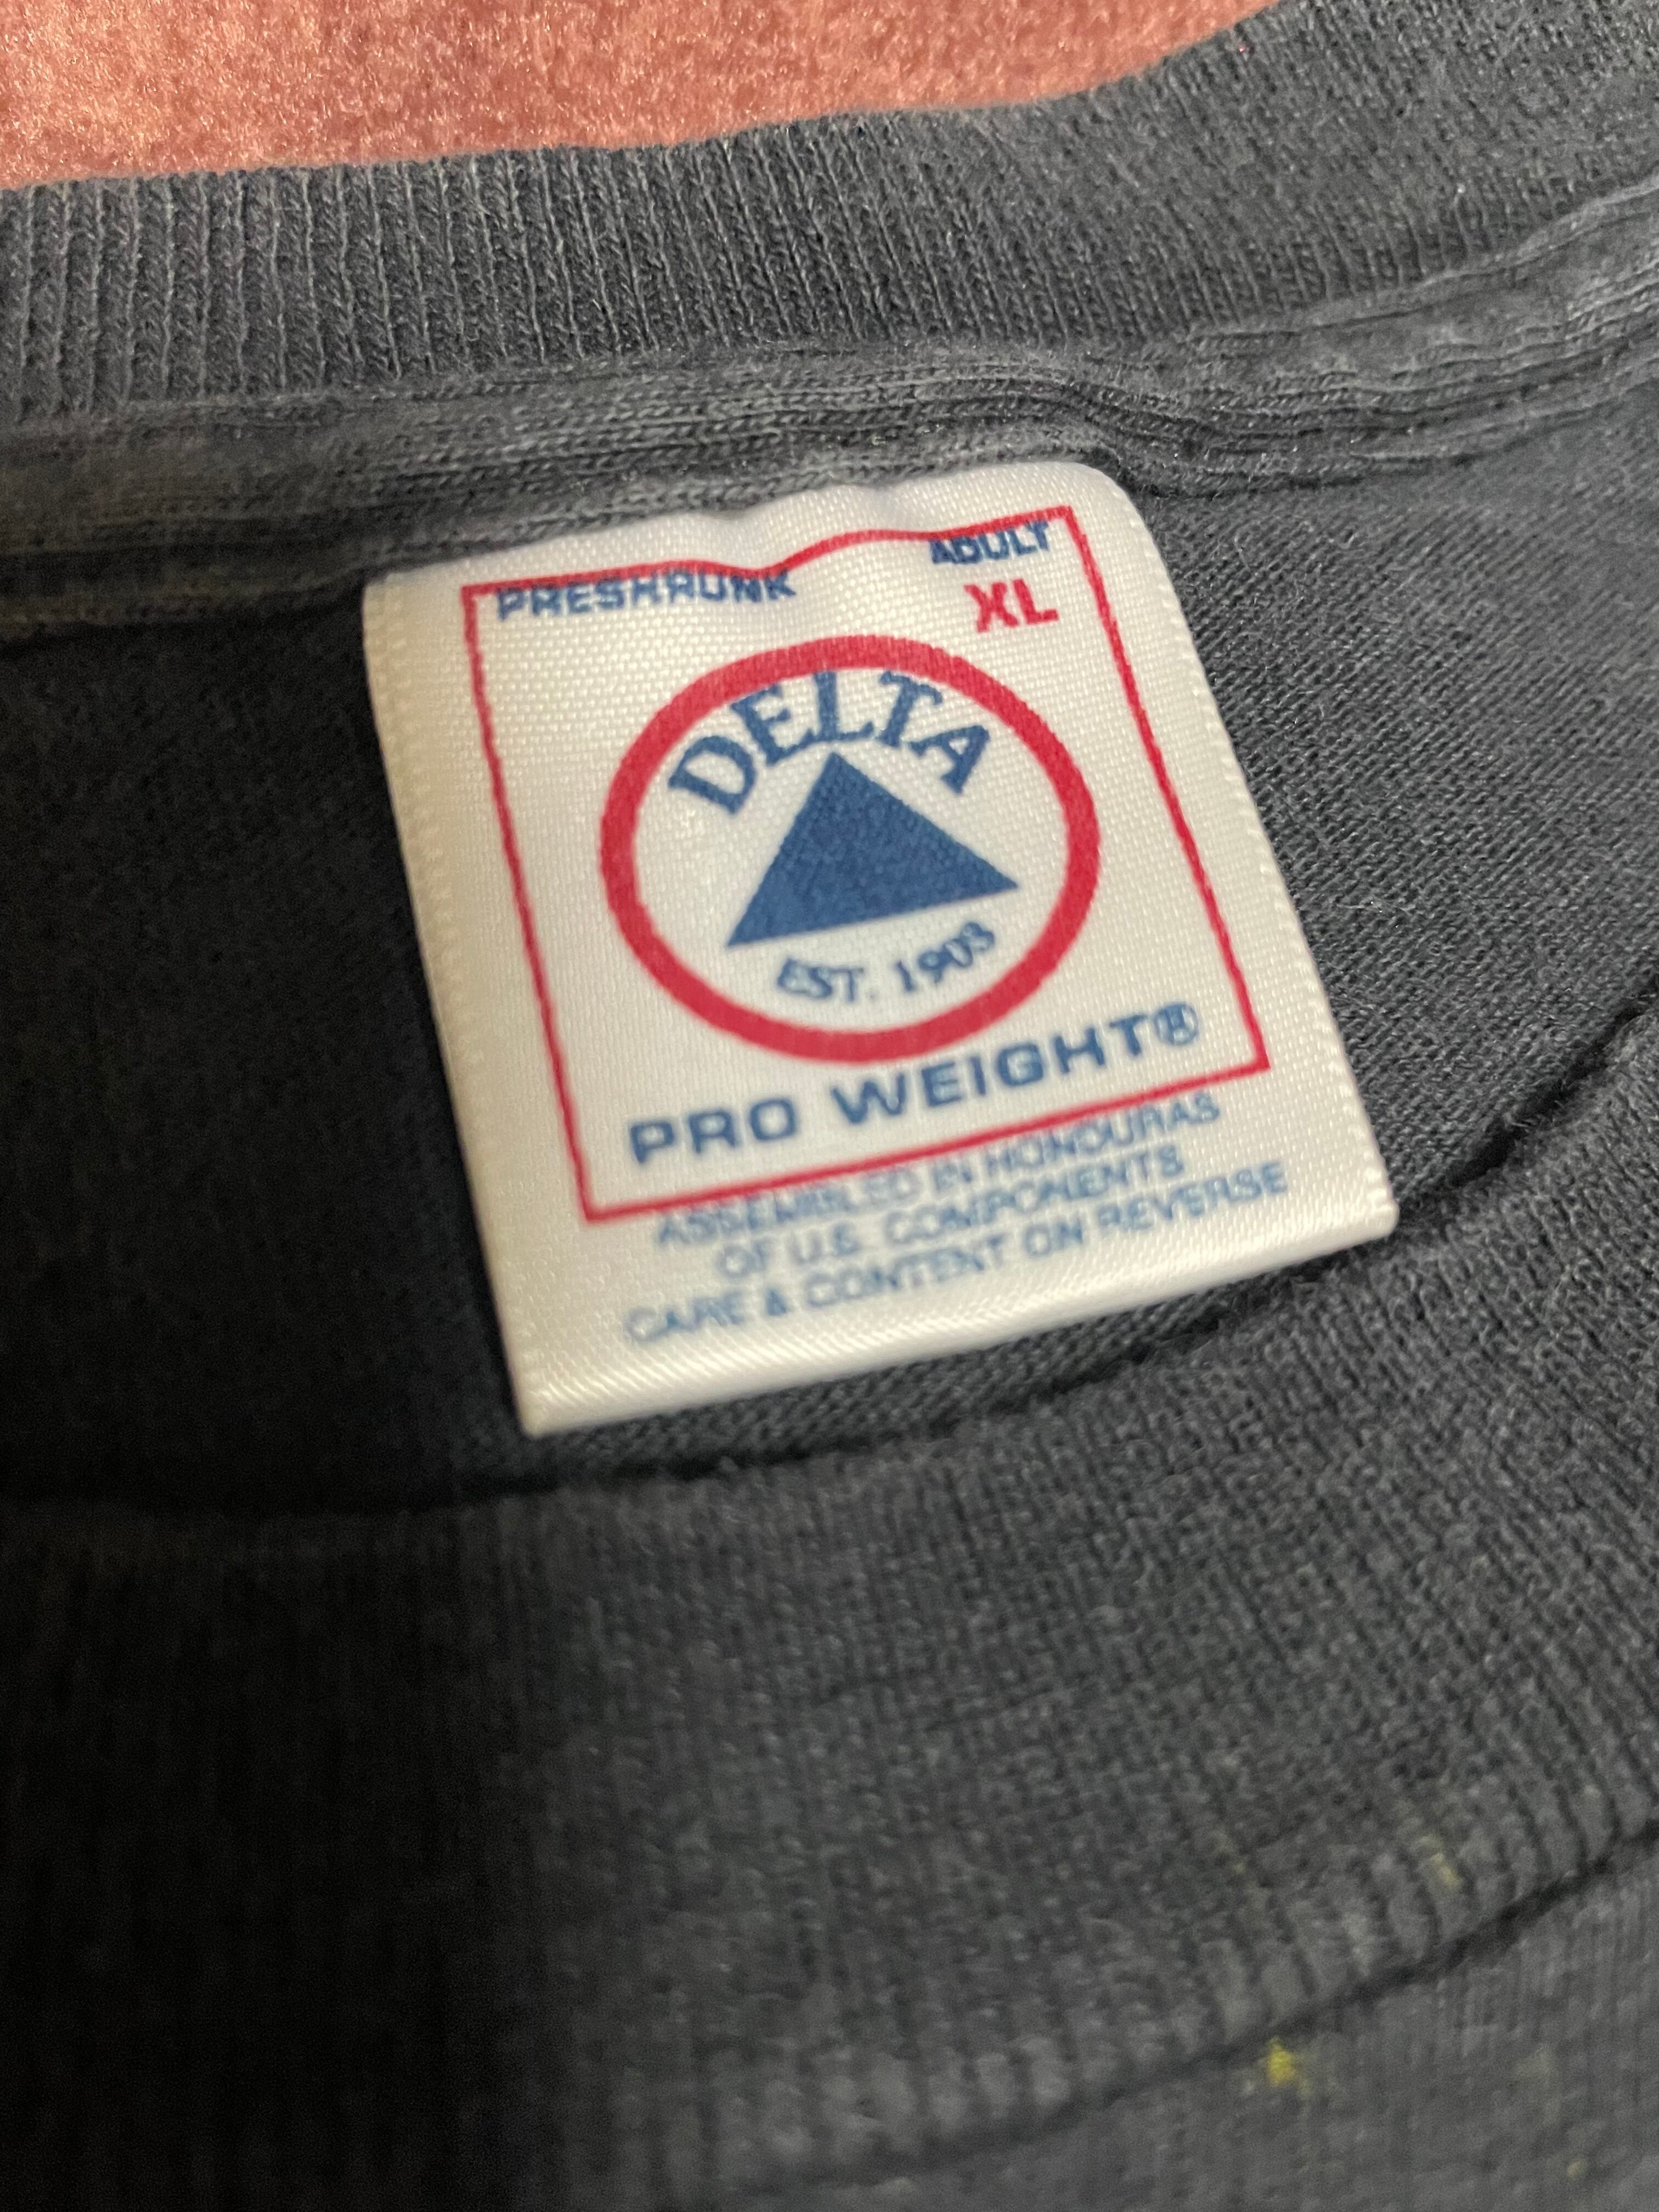 PRESHRUNK
ADULT
XL
DELTA
EST. 1903
PRO WEIGHT®
ASSEMBLED IN HONDURAS
OF U.S. COMPONENTS
CARE & CONTENT ON REVERSE